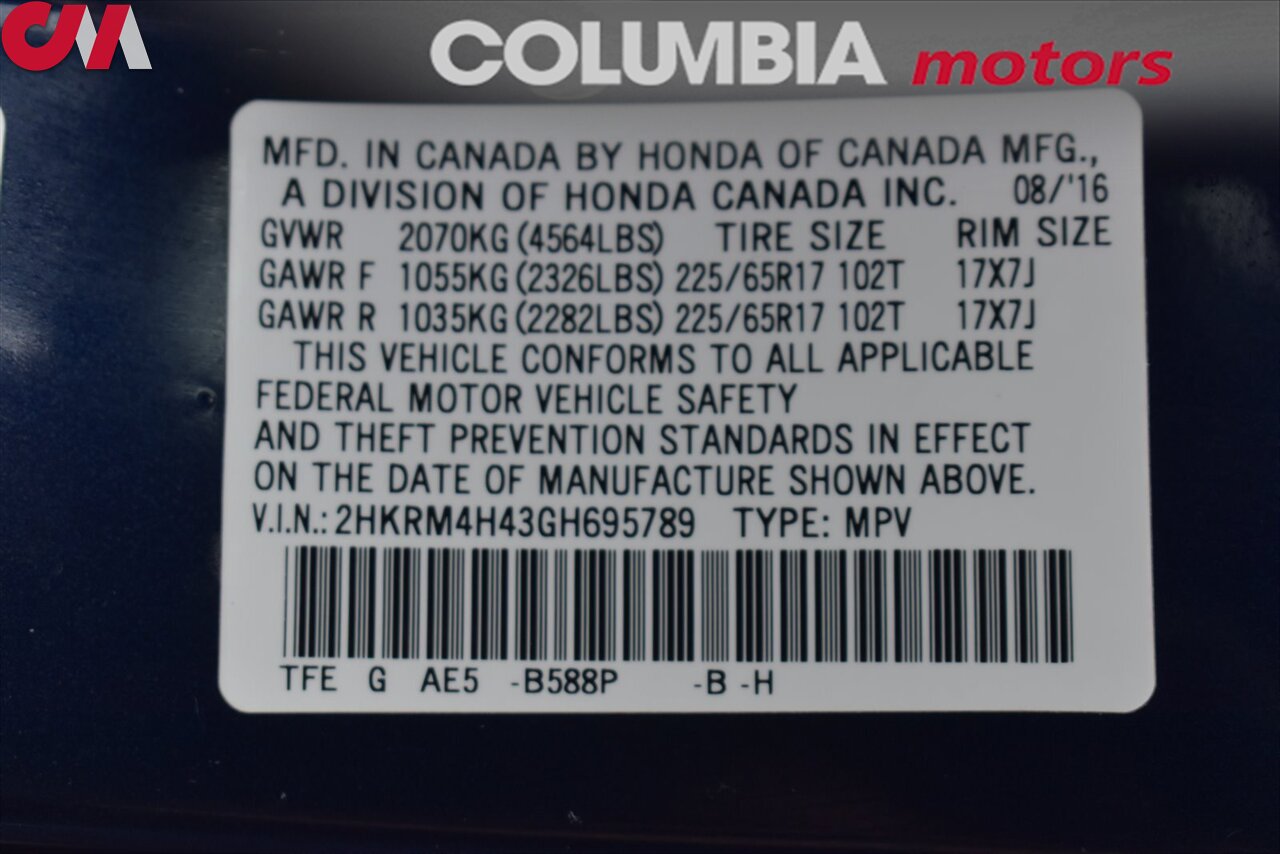 CM
COLUMBIA motors
MFD. IN CANADA BY HONDA OF CANADA MFG.,
A DIVISION OF HONDA CANADA INC. 08/'16
GVWR 2070KG (4564LBS) TIRE SIZE RIM SIZE
GAWR F 1055KG (2326LBS) 225/65R17 102T 17X7J
GAWR R 1035KG (2282LBS) 225/65R17 102T 17X7J
THIS VEHICLE CONFORMS TO ALL APPLICABLE
FEDERAL MOTOR VEHICLE SAFETY
AND THEFT PREVENTION STANDARDS IN EFFECT
ON THE DATE OF MANUFACTURE SHOWN ABOVE.
V.I.N.: 2HKRM4H43GH695789 TYPE: MPV
TFE G AE5 -B588P -B -H